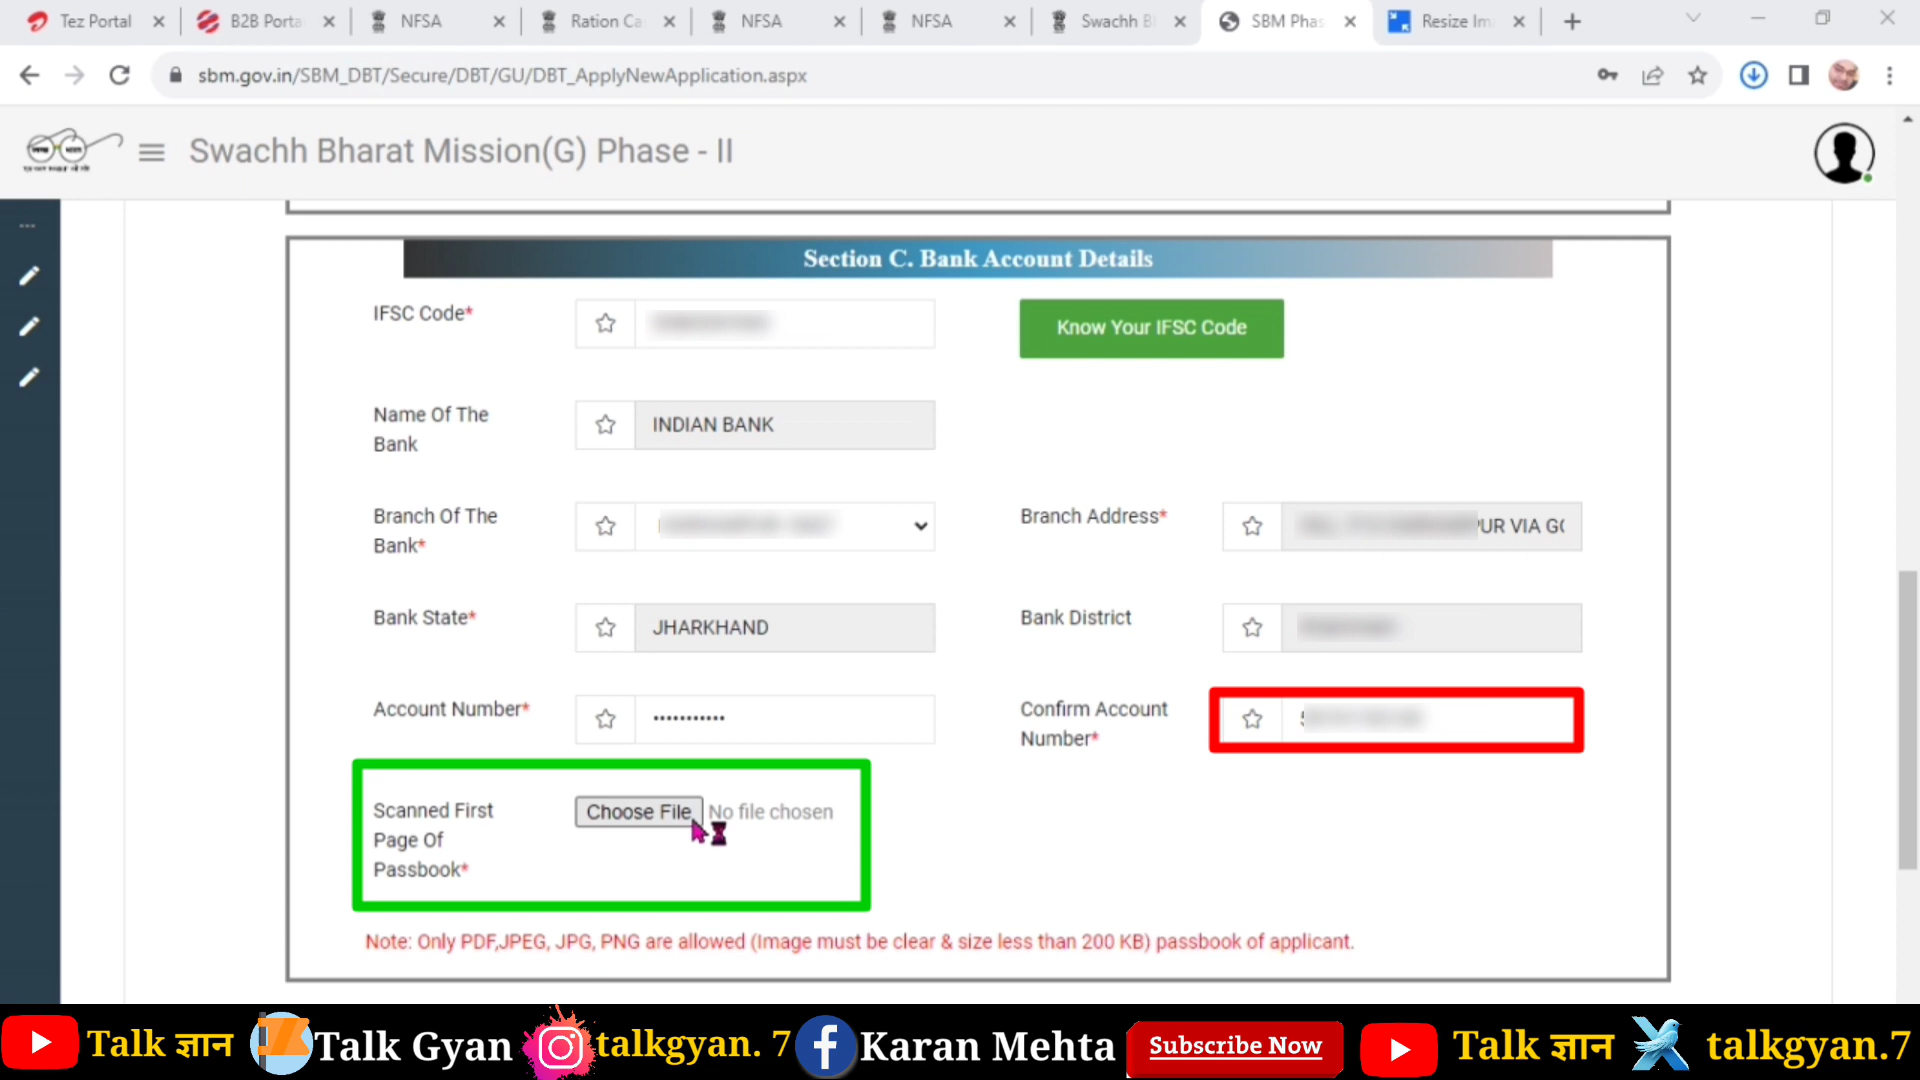 Tez Portal
B2B Porta
NFSA
Ration Ca
NFSA
NFSA
Swachh B
SBM Phas
Resize Im
sbm.gov.in/SBM_DBT/Secure/DBT/GU/DBT_ApplyNewApplication.aspx
Swachh Bharat Mission(G) Phase - II
Section C. Bank Account Details
IFSC Code*
Know Your IFSC Code
Name Of The
Bank
INDIAN BANK
Branch Of The
Bank*
Branch Address*
PUR VIA GO
Bank State*
JHARKHAND
Bank District
Account Number*
•••••••••••
Confirm Account
Number*
Scanned First
Page Of
Passbook*
Choose File
No file chosen
Note: Only PDF,JPEG, JPG, PNG are allowed (Image must be clear & size less than 200 KB) passbook of applicant.
Talk ज्ञान
Talk Gyan
talkgyan. 7
Karan Mehta
Subscribe Now
Talk ज्ञान
talkgyan.7